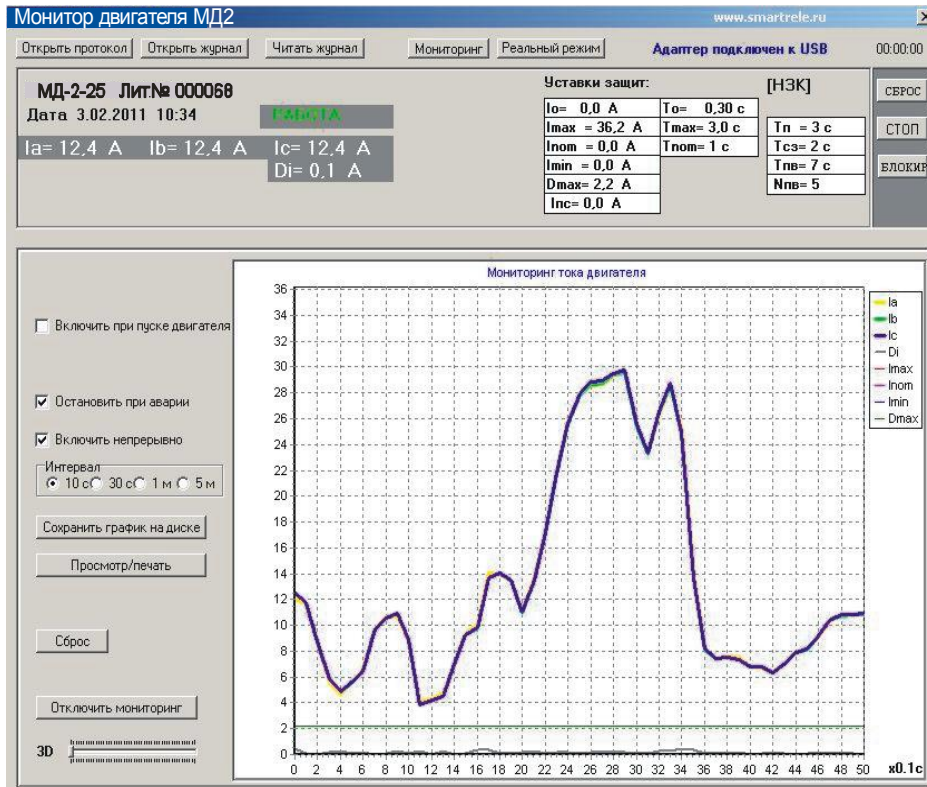 Монитор двигателя МД2 www.smartrele.ru
Открыть протокол Открыть журнал Читать журнал Мониторинг Реальный режим Адаптер подключен к USB 00:00:00
МД-2-25 Лит№ 000068
Дата 3.02.2011 10:34 РАБОТА
Ia= 12,4 A Ib= 12,4 A Ic= 12,4 A
Di= 0,1 A
Уставки защит: [НЗК]
Io= 0,0 A To= 0,30 с
Imax = 36,2 A Tmax= 3,0 с Тп = 3 с
Inom = 0,0 A Tnom= 1 с Тсз= 2 с
Imin = 0,0 A Тпв= 7 с
Dmax= 2,2 A Nпв= 5
Iпс= 0,0 A
СБРОС
СТОП
БЛОКИР
Включить при пуске двигателя
Остановить при аварии
Включить непрерывно
Интервал
10 с 30 с 1 м 5 м
Сохранить график на диске
Просмотр/печать
Сброс
Отключить мониторинг
3D
Мониторинг тока двигателя
36
34
32
30
28
26
24
22
20
18
16
14
12
10
8
6
4
2
0
0 2 4 6 8 10 12 14 16 18 20 22 24 26 28 30 32 34 36 38 40 42 44 46 48 50 x0.1с
Ia
Ib
Ic
Di
Imax
Inom
Imin
Dmax